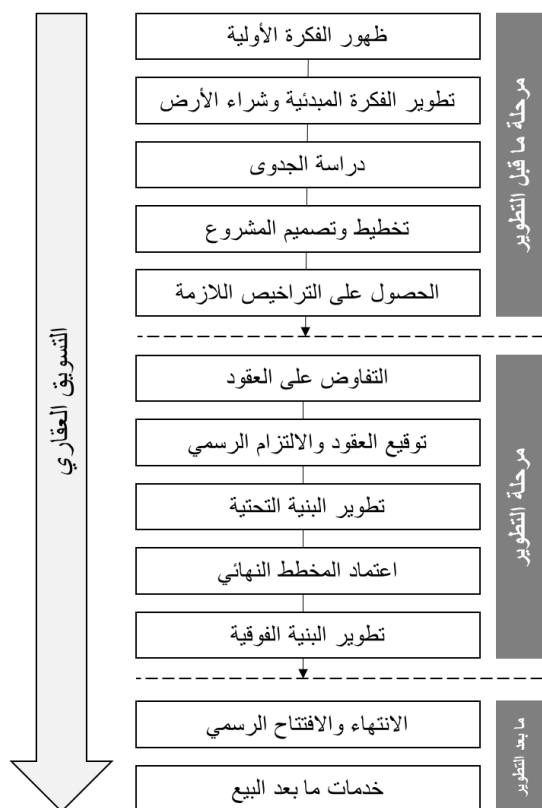 مرحلة ما قبل التطوير
ظهور الفكرة الأولية
تطوير الفكرة المبدئية وشراء الأرض
دراسة الجدوى
تخطيط وتصميم المشروع
الحصول على التراخيص اللازمة
مرحلة التطوير
التفاوض على العقود
توقيع العقود والالتزام الرسمي
تطوير البنية التحتية
اعتماد المخطط النهائي
تطوير البنية الفوقية
ما بعد التطوير
الانتهاء والافتتاح الرسمي
خدمات ما بعد البيع
التسويق العقاري